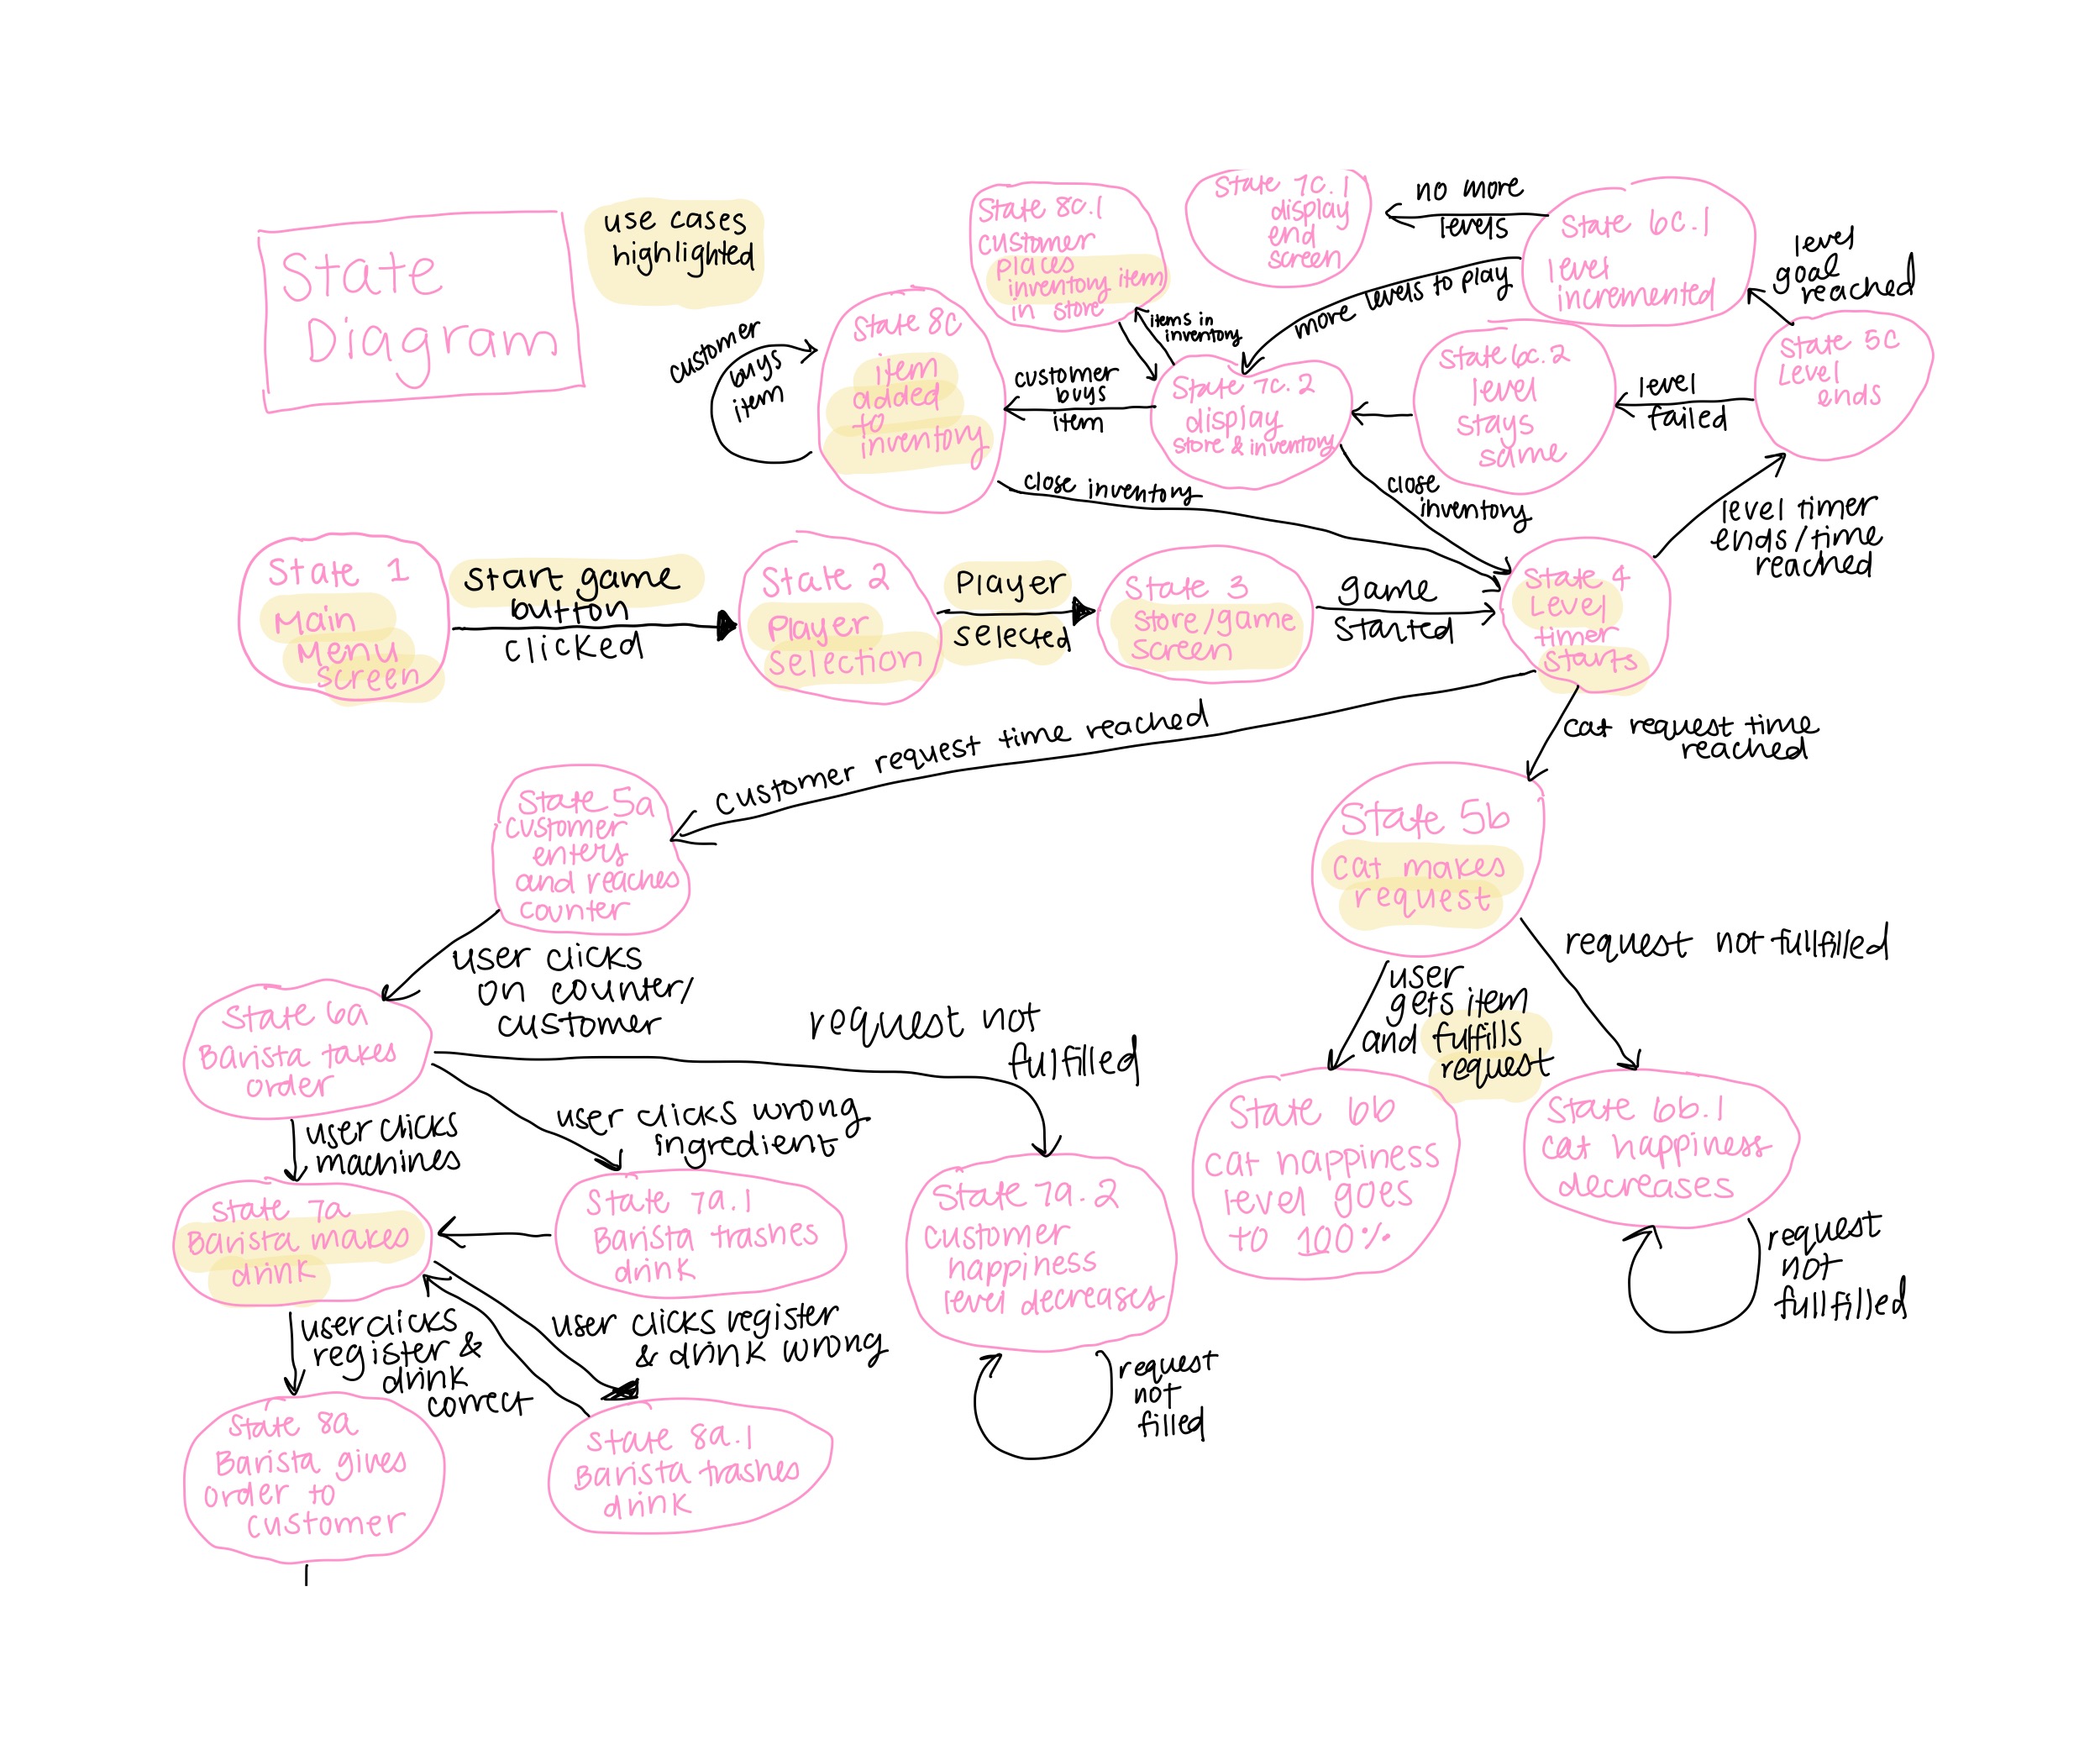 State
Diagram
use cases
highlighted
State 8c.1
customer
places
inventory item
in store
State 7c.1
display
end
screen
no more
levels
State 6c.1
level
incremented
level
goal
reached
more levels to play
items in
inventory
customer
buys
item
State 8c
item
added
to
inventory
customer
buys
item
State 7c.2
display
store & inventory
State 6c.2
level
stays
same
level
failed
State 5c
Level
ends
close inventory
close
inventory
level timer
ends/time
reached
State 1
Main
Menu
screen
start game
button
clicked
State 2
Player
selection
Player
selected
State 3
Store/game
screen
game
started
State 4
Level
timer
starts
customer request time reached
cat request time
reached
State 5a
customer
enters
and reaches
counter
State 5b
cat makes
request
user clicks
on counter/
customer
request not fullfilled
user
gets item
and fulfills
request
State 6a
Barista takes
order
request not
fulfilled
user clicks
machines
user clicks wrong
ingredient
State 6b
cat happiness
level goes
to 100%
State 6b.1
cat happiness
decreases
request
not
fullfilled
State 7a
Barista makes
drink
State 7a.1
Barista trashes
drink
State 7a.2
customer
happiness
level decreases
request
not
filled
user clicks
register &
drink
correct
user clicks register
& drink wrong
State 8a
Barista gives
order to
customer
State 8a.1
Barista trashes
drink